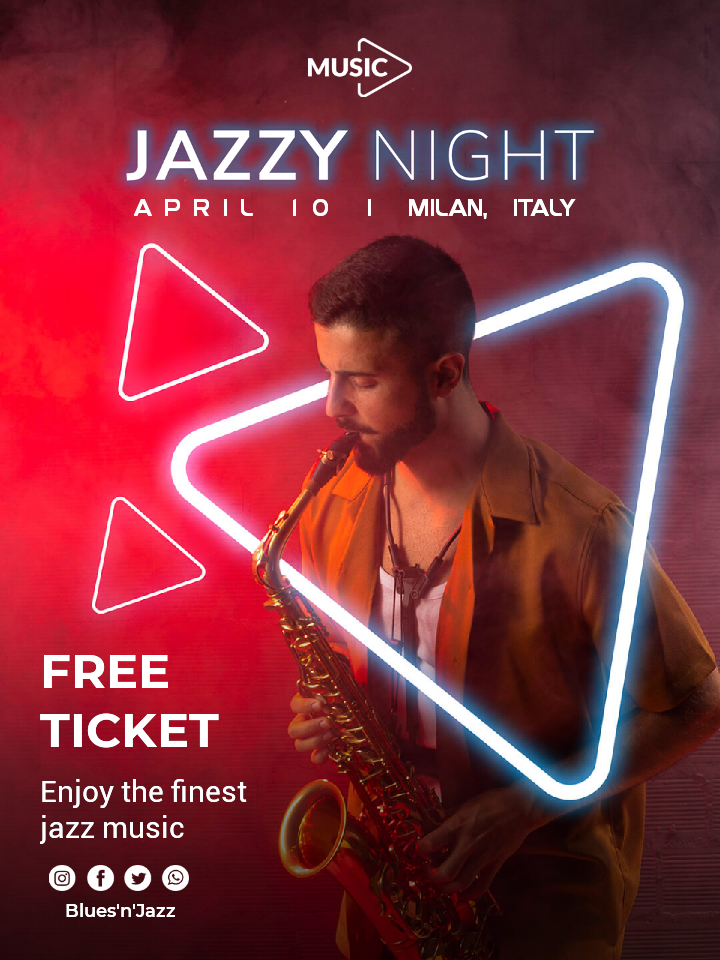 MUSIC
JAZZY NIGHT
APRIL 10 | MILAN, ITALY
FREE
TICKET
Enjoy the finest
jazz music
Blues'n'Jazz